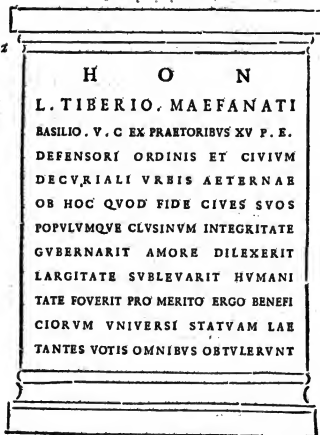 H O N
L. TIBERIO. MAEFANATI
BASILIO. V. C EX PRAETORIBVS XV P. E.
DEFENSORI ORDINIS ET CIVIVM
DECVRIALI VRBIS AETERNAE
OB HOC QVOD FIDE CIVES SVOS
POPVLVMQVE CLVSINVM INTEGRITATE
GVBERNARIT AMORE DILEXERIT
LARGITATE SVBLEVARIT HVMANI
TATE FOVERIT PRO MERITO ERGO BENEFI
CIORVM VNIVERSI STATVAM LAE
TANTES VOTIS OMNIBVS OBTVLERVNT